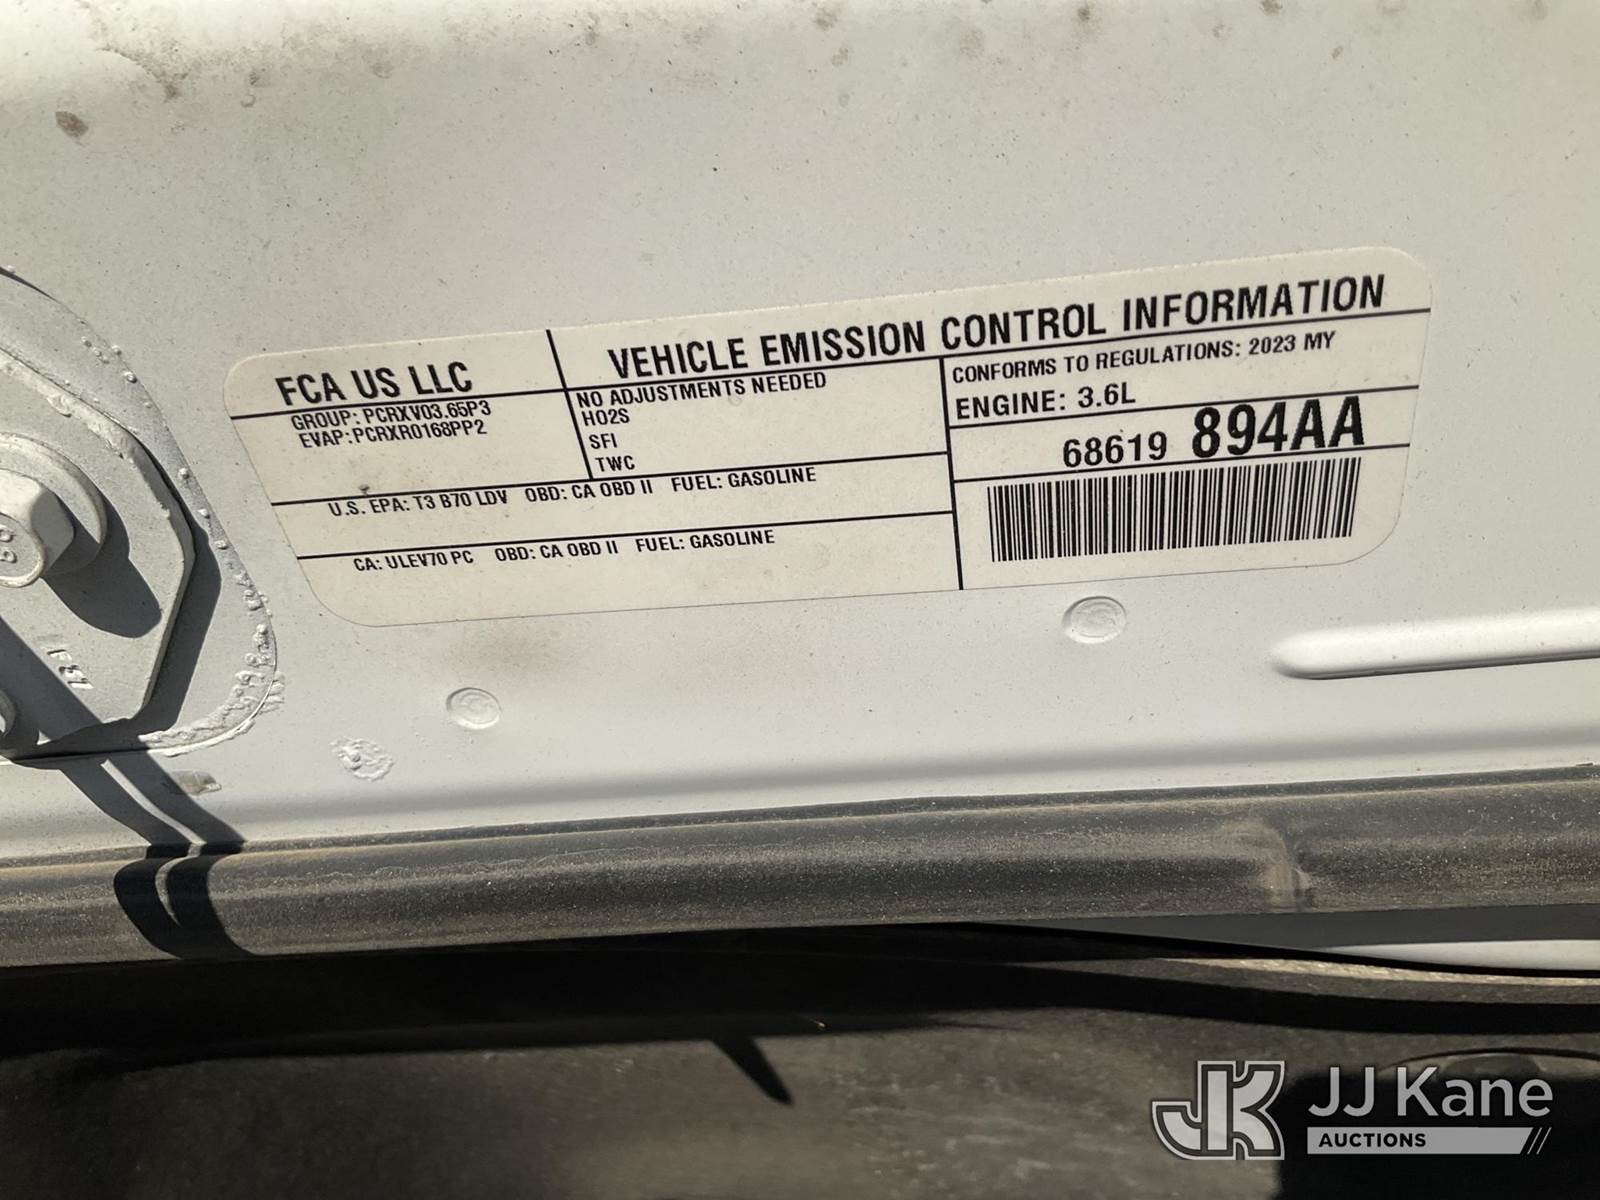 FCA US LLC
GROUP: PCRXV03.65P3
EVAP: PCRXR0168PP2
VEHICLE EMISSION CONTROL INFORMATION
NO ADJUSTMENTS NEEDED
HO2S
SFI
TWC
CONFORMS TO REGULATIONS: 2023 MY
ENGINE: 3.6L
68619 894AA
U.S. EPA: T3 B70 LDV OBD: CA OBD II FUEL: GASOLINE
CA: ULEV70 PC OBD: CA OBD II FUEL: GASOLINE
JK JJ Kane
AUCTIONS